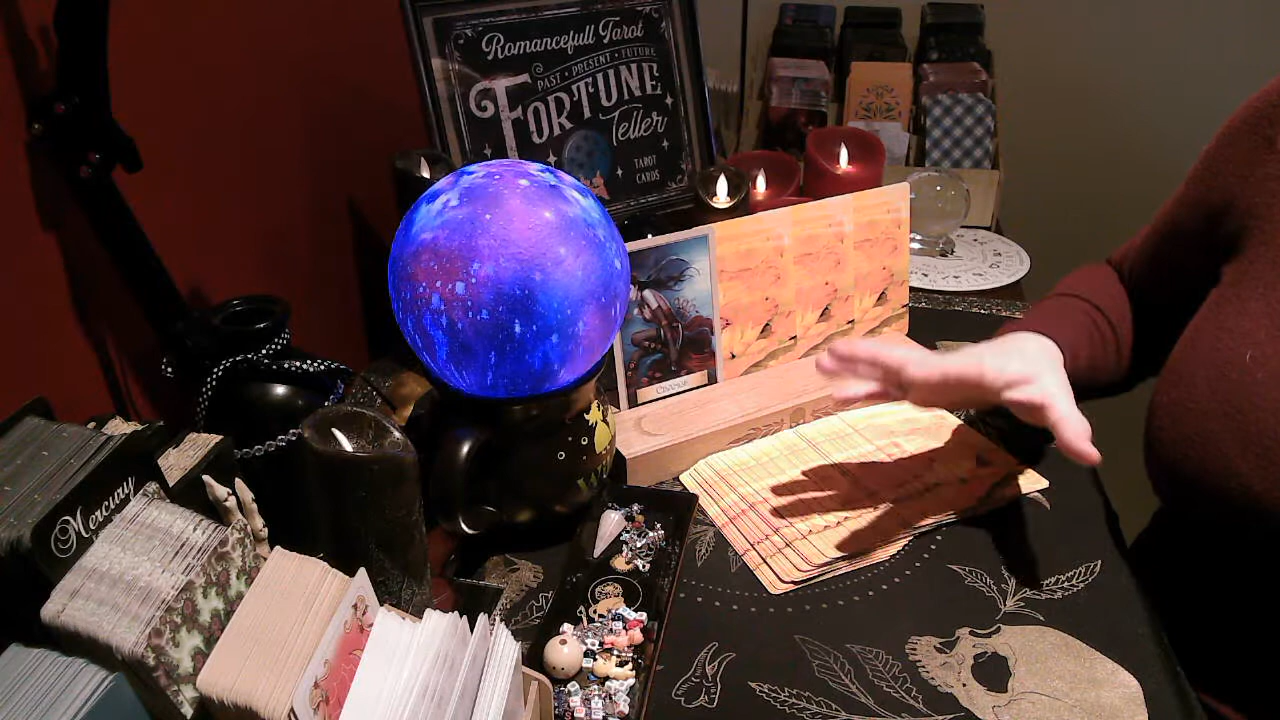 Romancefull Tarot
PAST • PRESENT • FUTURE
FORTUNE
Teller
TAROT
CARDS
Mercury